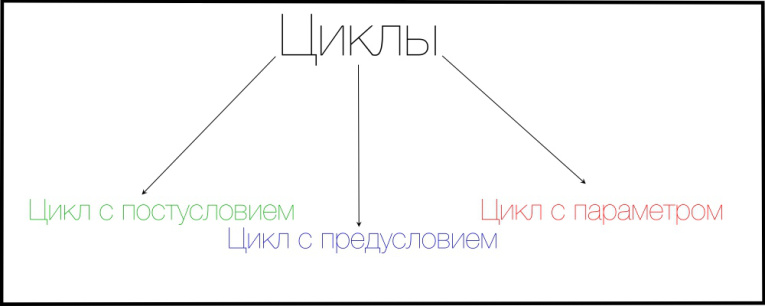 Циклы
Цикл с постусловием
Цикл с параметром
Цикл с предусловием